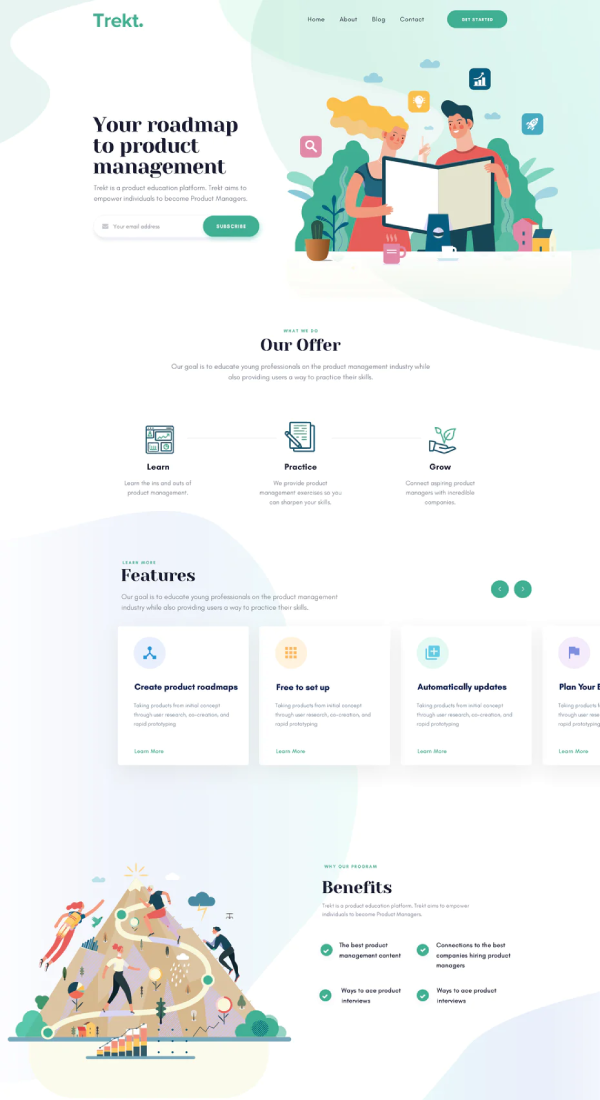 Trekt.
Home About Blog Contact GET STARTED
Your roadmap
to product
management
Trekt is a product education platform. Trekt aims to
empower individuals to become Product Managers.
Your email address SUBSCRIBE
WHAT WE DO
Our Offer
Our goal is to educate young professionals on the product management industry while
also providing users a way to practice their skills.
Learn
Learn the ins and outs of
product management.
Practice
We provide product
management exercises so you
can sharpen your skills.
Grow
Connect aspiring product
managers with incredible
companies.
LEARN MORE
Features
Our goal is to educate young professionals on the product management
industry while also providing users a way to practice their skills.
Create product roadmaps
Taking products from initial concept
through user research, co-creation, and
rapid prototyping
Learn More
Free to set up
Taking products from initial concept
through user research, co-creation, and
rapid prototyping
Learn More
Automatically updates
Taking products from initial concept
through user research, co-creation, and
rapid prototyping
Learn More
Plan Your B
Taking products from
through user resear
rapid prototyping
Learn More
WHY OUR PROGRAM
Benefits
Trekt is a product education platform. Trekt aims to empower
individuals to become Product Managers.
The best product
management content
Connections to the best
companies hiring product
managers
Ways to ace product
interviews
Ways to ace product
interviews